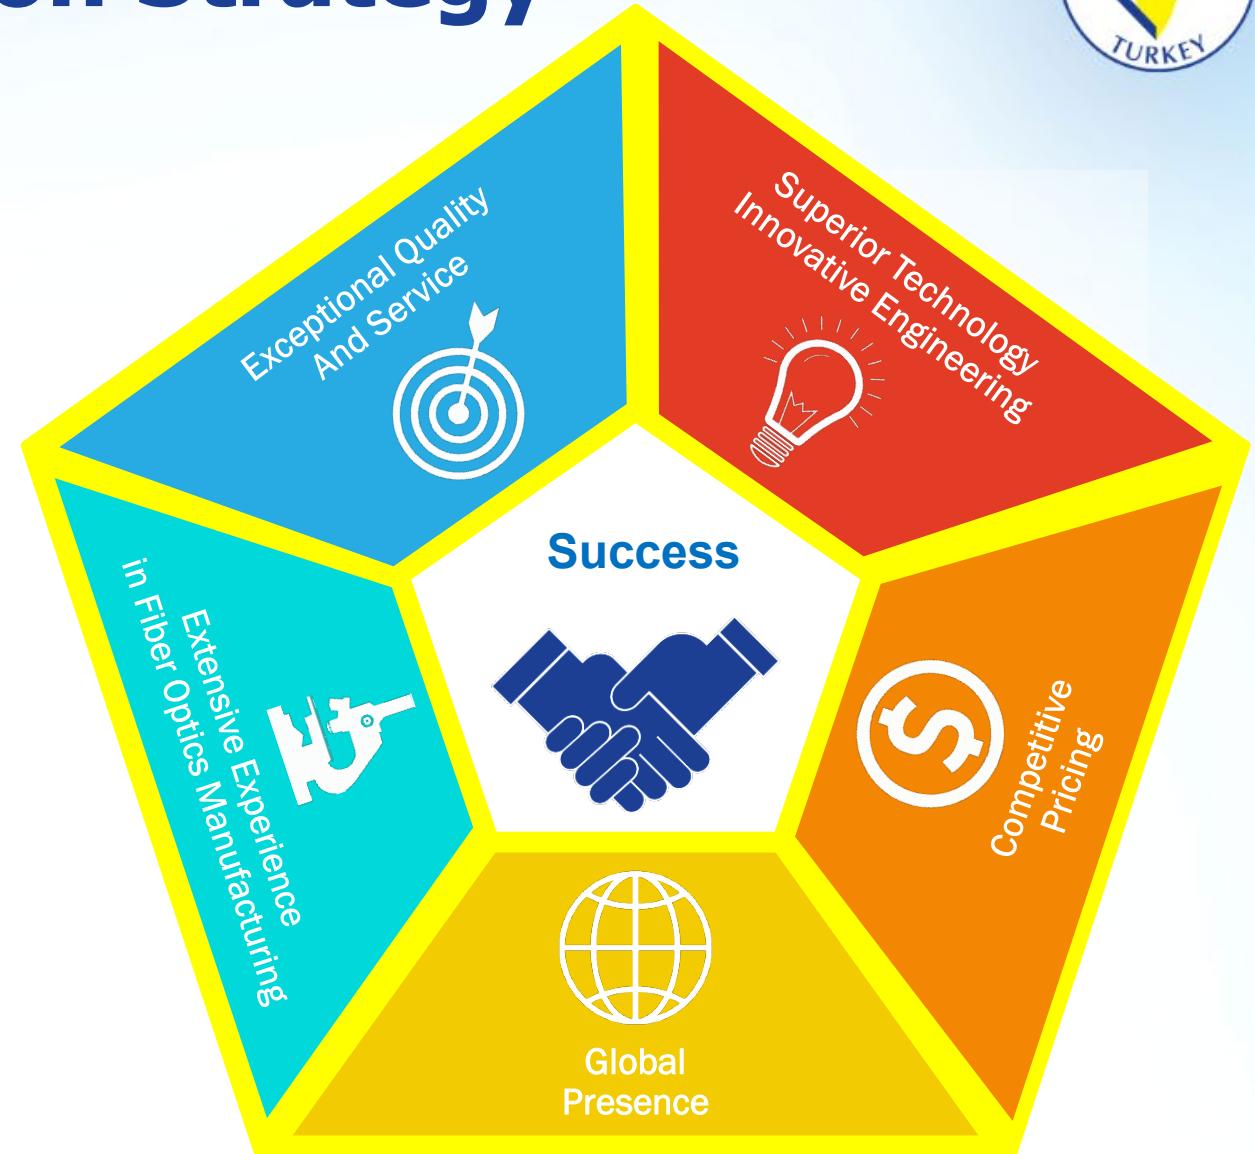 Strategy
TURKEY
Exceptional Quality
And Service
Superior Technology
Innovative Engineering
Success
Extensive Experience
in Fiber Optics Manufacturing
Competitive
Pricing
Global
Presence